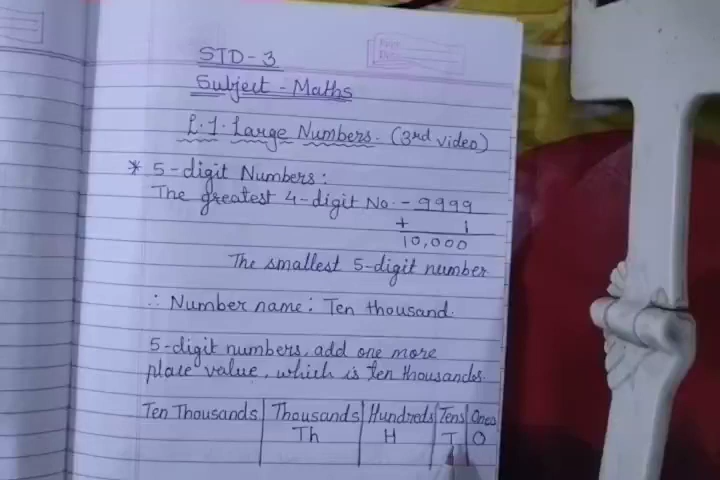 STD-3
Subject - Maths
L.1. Large Numbers. (3rd video)
* 5-digit Numbers:
The greatest 4-digit No. - 9999
+ 1
10,000
The smallest 5-digit number
∴ Number name: Ten thousand.
5-digit numbers, add one more
place value, which is ten thousands.
Ten Thousands | Thousands | Hundreds | Tens | Ones
Th | H | T | O